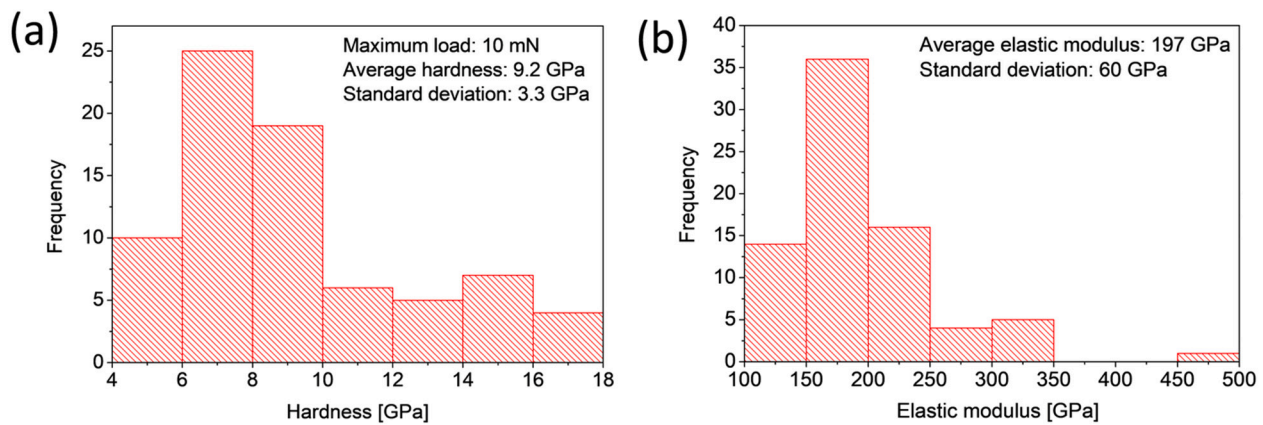 (a)
Maximum load: 10 mN
Average hardness: 9.2 GPa
Standard deviation: 3.3 GPa
Frequency
25
20
15
10
5
0
4 6 8 10 12 14 16 18
Hardness [GPa]
(b)
Average elastic modulus: 197 GPa
Standard deviation: 60 GPa
Frequency
40
35
30
25
20
15
10
5
0
100 150 200 250 300 350 400 450 500
Elastic modulus [GPa]